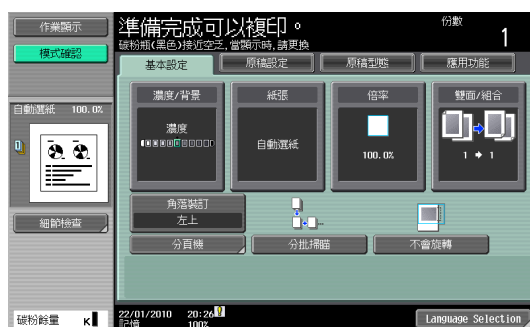 作業顯示
準備完成可以複印。
份數
1
碳粉瓶(黑色)接近空乏,當顯示時,請更換
模式確認
基本設定
原稿設定
原稿型態
應用功能
自動選紙 100.0%
濃度/背景
紙張
倍率
雙面/組合
濃度
自動選紙
100.0%
1 → 1
細節檢查
角落裝訂
左上
分頁機
分批掃瞄
不會旋轉
碳粉餘量 K
22/01/2010 20:26
記憶 100%
Language Selection